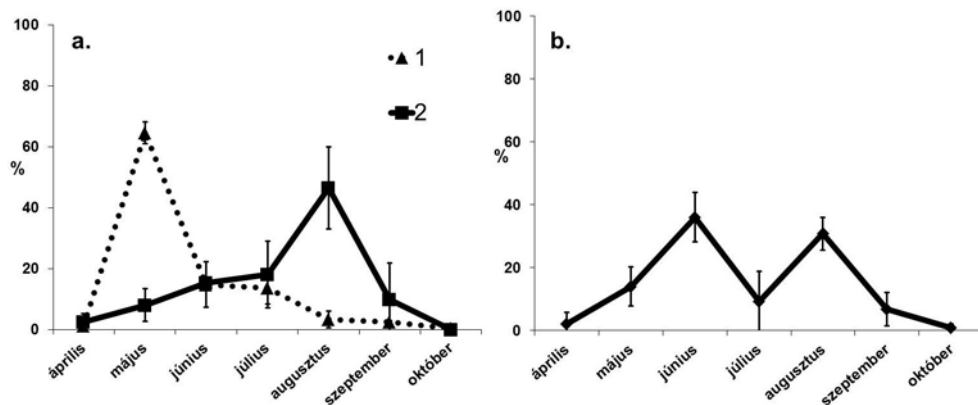 a.
100
80
60
40
20
0
%
1
2
április
május
június
július
augusztus
szeptember
október
b.
100
80
60
40
20
0
%
április
május
június
július
augusztus
szeptember
október